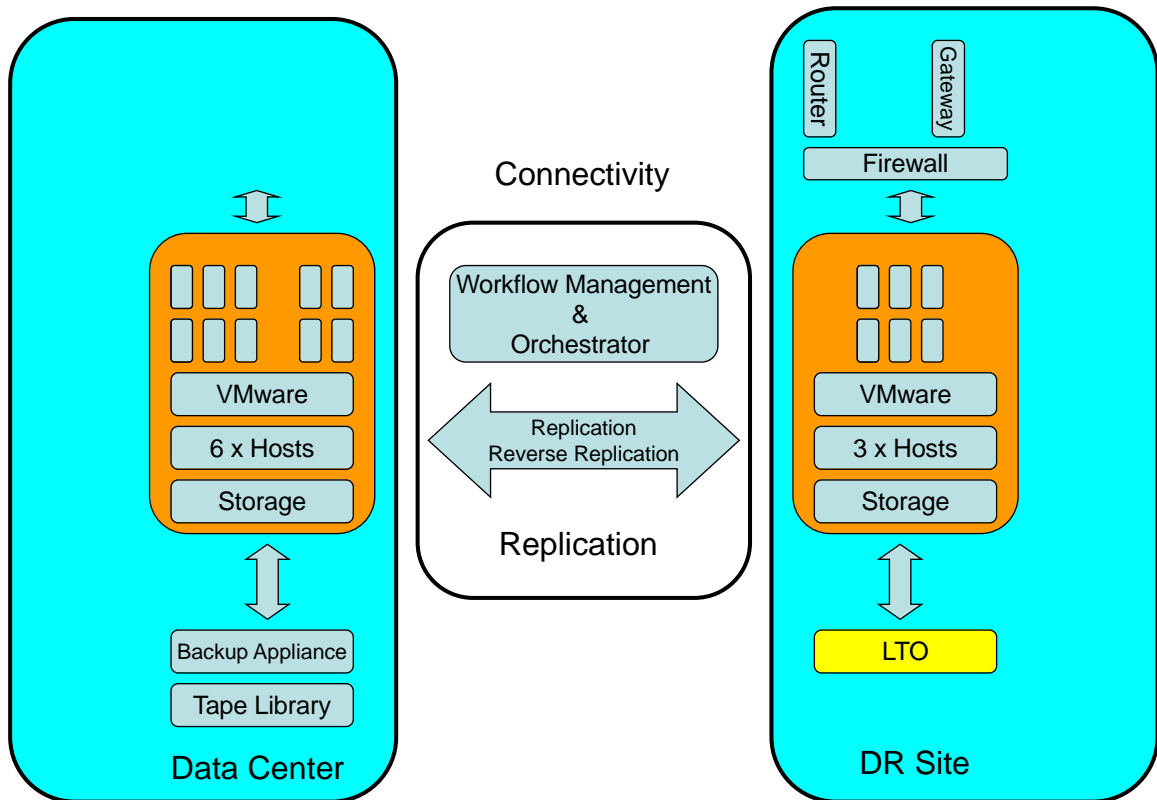 VMware
6 x Hosts
Storage
Backup Appliance
Tape Library
Data Center
Connectivity
Workflow Management
&
Orchestrator
Replication
Reverse Replication
Replication
Router
Gateway
Firewall
VMware
3 x Hosts
Storage
LTO
DR Site